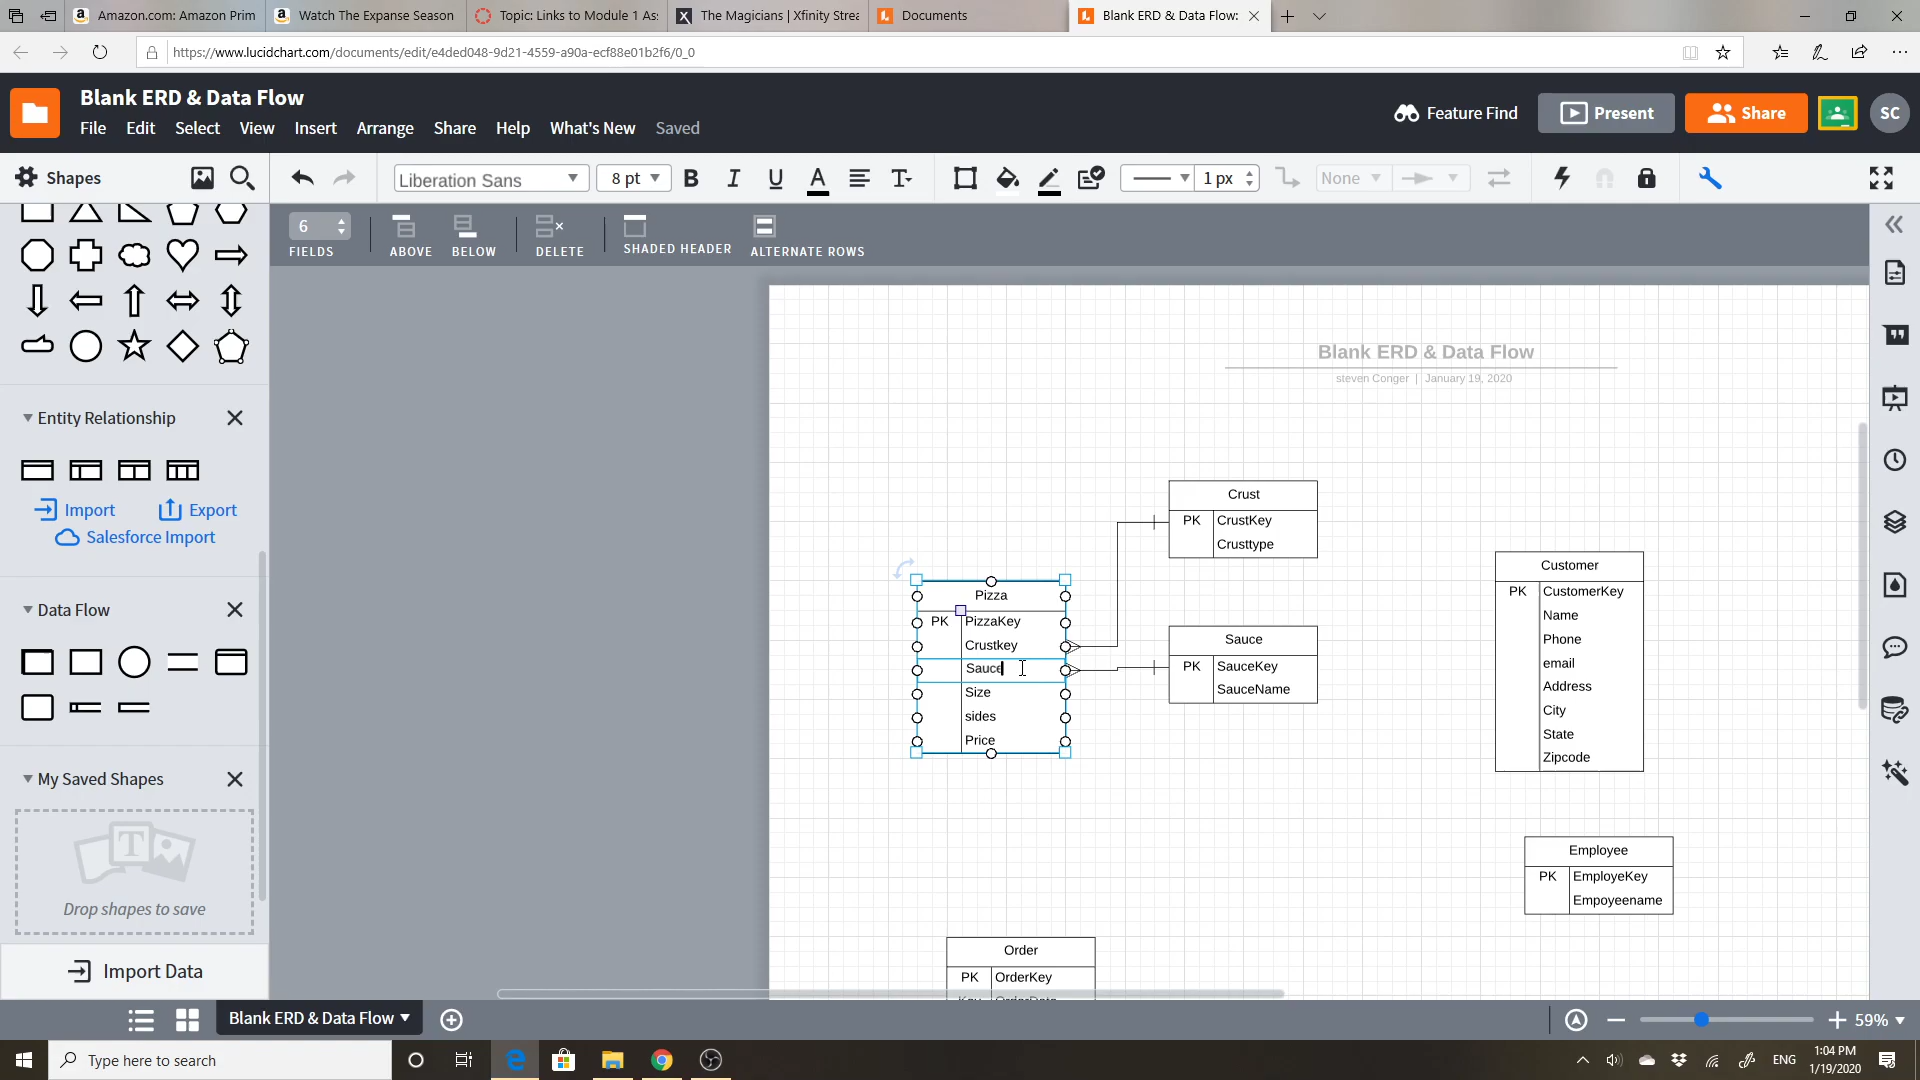 Amazon.com: Amazon Prim
Watch The Expanse Season
Topic: Links to Module 1 As
The Magicians | Xfinity Strea
Documents
Blank ERD & Data Flow:
https://www.lucidchart.com/documents/edit/e4ded048-9d21-4559-a90a-ecf88e01b2f6/0_0
Blank ERD & Data Flow
File Edit Select View Insert Arrange Share Help What's New Saved
Feature Find
Present
Share
SC
Shapes
Liberation Sans
8 pt
B I U A T
1 px
None
6
FIELDS
ABOVE
BELOW
DELETE
SHADED HEADER
ALTERNATE ROWS
Entity Relationship
Import
Export
Salesforce Import
Data Flow
My Saved Shapes
T
Drop shapes to save
Import Data
Blank ERD & Data Flow
steven Conger | January 19, 2020
Crust
PK CrustKey
Crusttype
Pizza
PK PizzaKey
Crustkey
Sauce
Size
sides
Price
Sauce
PK SauceKey
SauceName
Customer
PK CustomerKey
Name
Phone
email
Address
City
State
Zipcode
Employee
PK EmployeKey
Empoyeename
Order
PK OrderKey
Blank ERD & Data Flow
59%
Type here to search
ENG
1:04 PM
1/19/2020